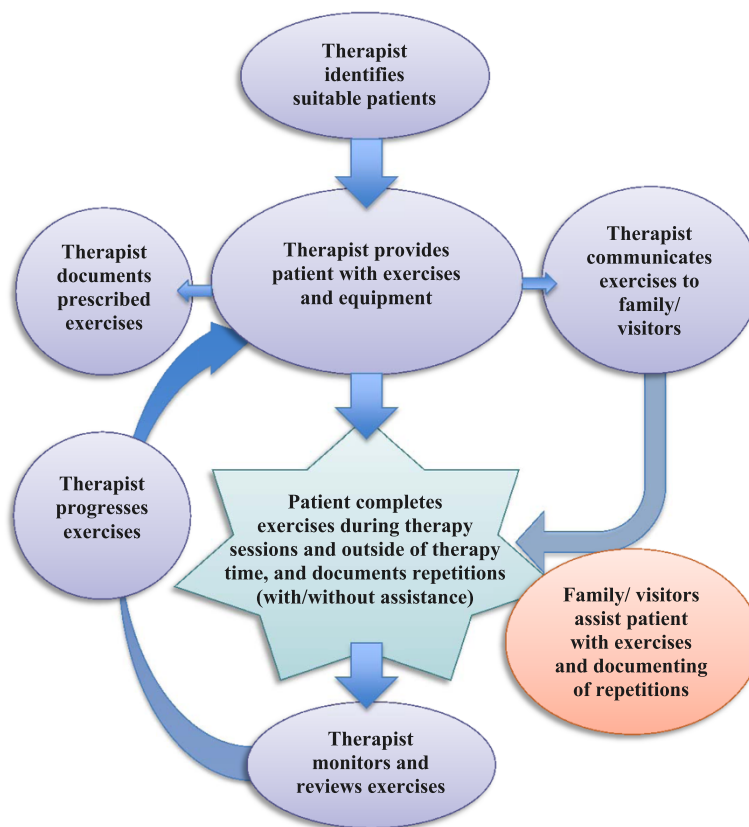 Therapist
identifies
suitable patients
Therapist provides
patient with exercises
and equipment
Therapist
documents
prescribed
exercises
Therapist
communicates
exercises to
family/
visitors
Therapist
progresses
exercises
Patient completes
exercises during therapy
sessions and outside of therapy
time, and documents repetitions
(with/without assistance)
Family/ visitors
assist patient
with exercises
and documenting
of repetitions
Therapist
monitors and
reviews exercises